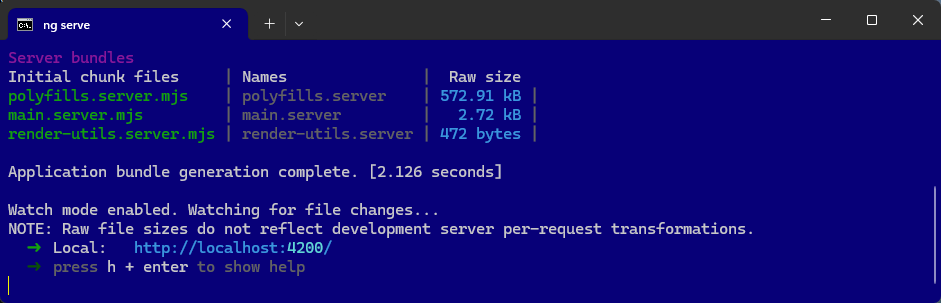 ng serve
Server bundles
Initial chunk files     | Names                |  Raw size
polyfills.server.mjs    | polyfills.server     | 572.91 kB |
main.server.mjs         | main.server          |   2.72 kB |
render-utils.server.mjs | render-utils.server  | 472 bytes |
Application bundle generation complete. [2.126 seconds]
Watch mode enabled. Watching for file changes...
NOTE: Raw file sizes do not reflect development server per-request transformations.
➜  Local:   http://localhost:4200/
➜  press h + enter to show help